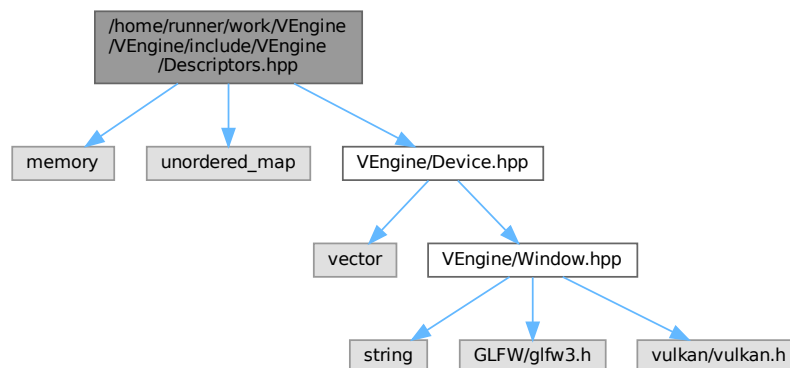 /home/runner/work/VEngine
/VEngine/include/VEngine
/Descriptors.hpp
memory
unordered_map
VEngine/Device.hpp
vector
VEngine/Window.hpp
string
GLFW/glfw3.h
vulkan/vulkan.h